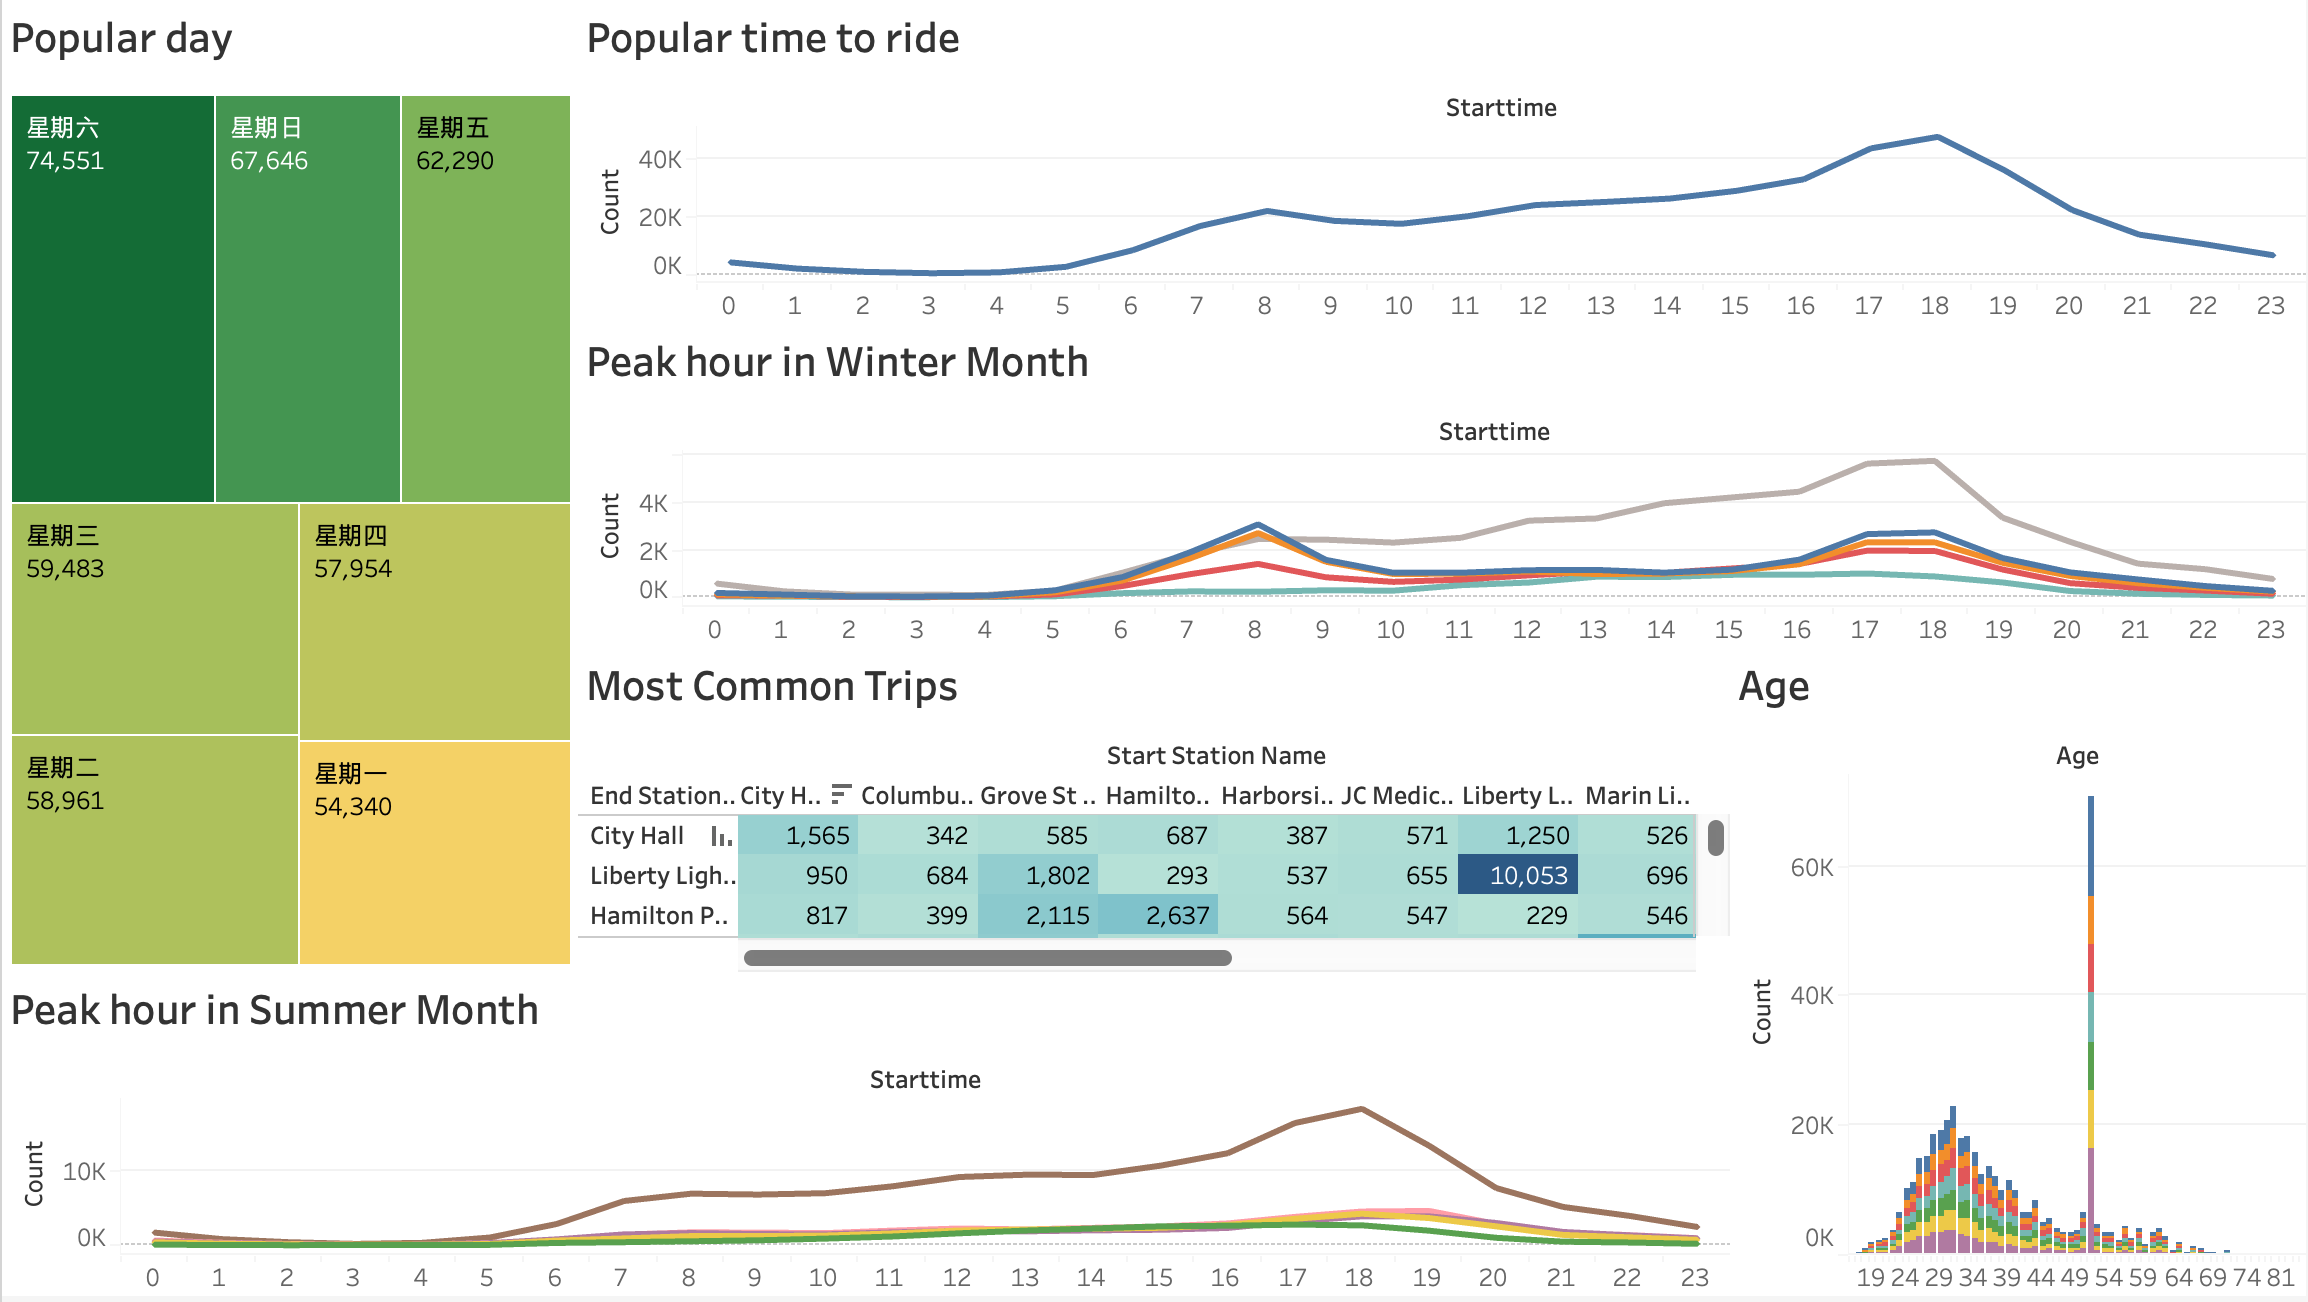 Popular day
星期六
74,551
星期日
67,646
星期五
62,290
星期三
59,483
星期四
57,954
星期二
58,961
星期一
54,340
Popular time to ride
Starttime
Count
40K
20K
0K
0 1 2 3 4 5 6 7 8 9 10 11 12 13 14 15 16 17 18 19 20 21 22 23
Peak hour in Winter Month
Starttime
Count
4K
2K
0K
0 1 2 3 4 5 6 7 8 9 10 11 12 13 14 15 16 17 18 19 20 21 22 23
Most Common Trips
Start Station Name
End Station.. City H.. Columbu.. Grove St .. Hamilto.. Harborsi.. JC Medic.. Liberty L.. Marin Li..
City Hall 1,565 342 585 687 387 571 1,250 526
Liberty Ligh.. 950 684 1,802 293 537 655 10,053 696
Hamilton P.. 817 399 2,115 2,637 564 547 229 546
Age
Age
Count
60K
40K
20K
0K
19 24 29 34 39 44 49 54 59 64 69 74 81
Peak hour in Summer Month
Starttime
Count
10K
0K
0 1 2 3 4 5 6 7 8 9 10 11 12 13 14 15 16 17 18 19 20 21 22 23